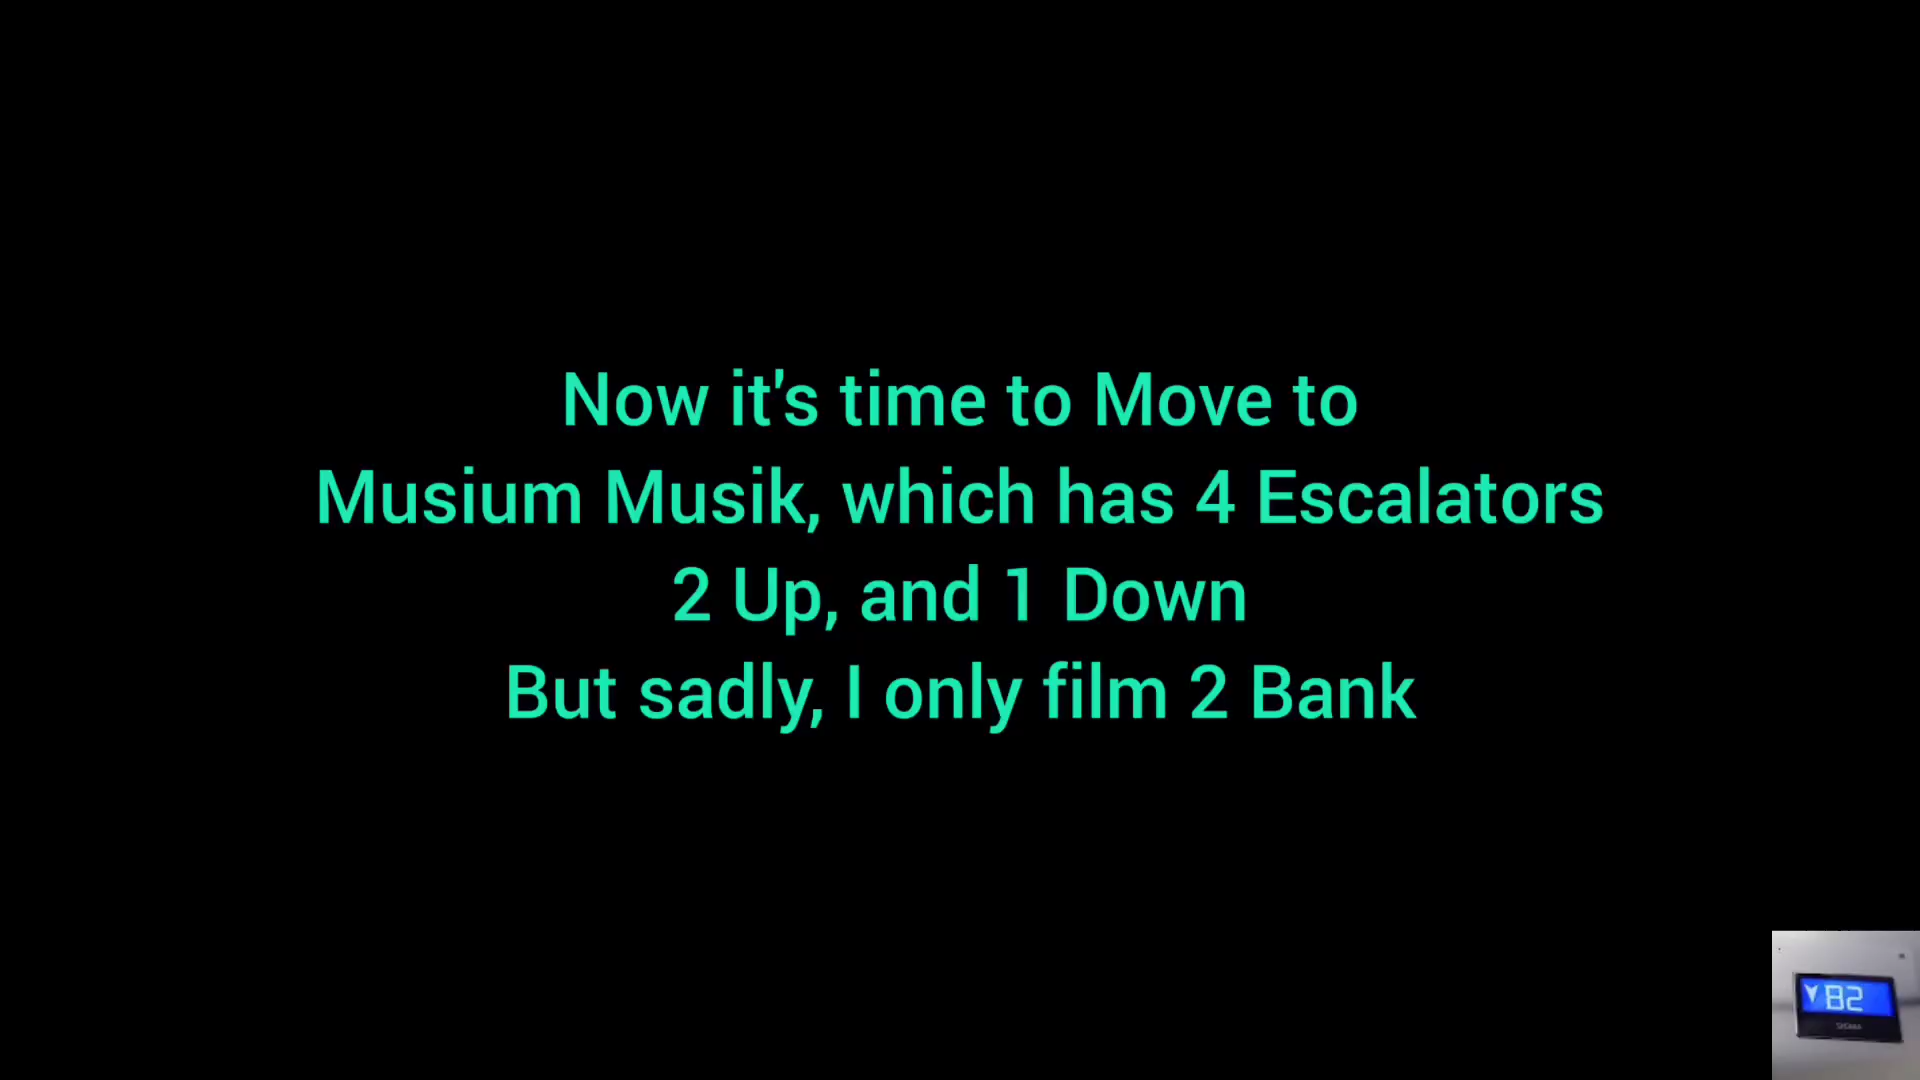 Now it's time to Move to
Musium Musik, which has 4 Escalators
2 Up, and 1 Down
But sadly, I only film 2 Bank
B2
SIGMA